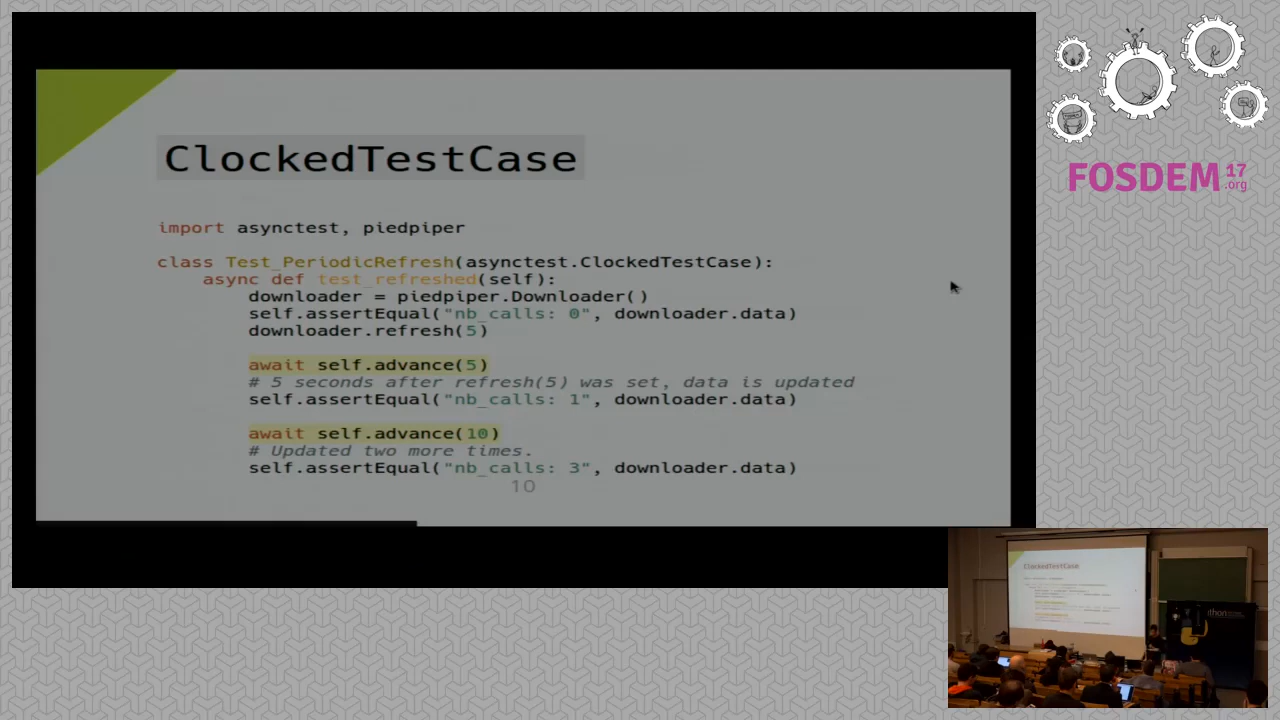 ClockedTestCase
import asynctest, piedpiper
class Test_PeriodicRefresh(asynctest.ClockedTestCase):
async def test_refreshed(self):
downloader = piedpiper.Downloader()
self.assertEqual("nb_calls: 0", downloader.data)
downloader.refresh(5)
await self.advance(5)
# 5 seconds after refresh(5) was set, data is updated
self.assertEqual("nb_calls: 1", downloader.data)
await self.advance(10)
# Updated two more times.
self.assertEqual("nb_calls: 3", downloader.data)
10
FOSDEM 17
.org
ClockedTestCase
thon